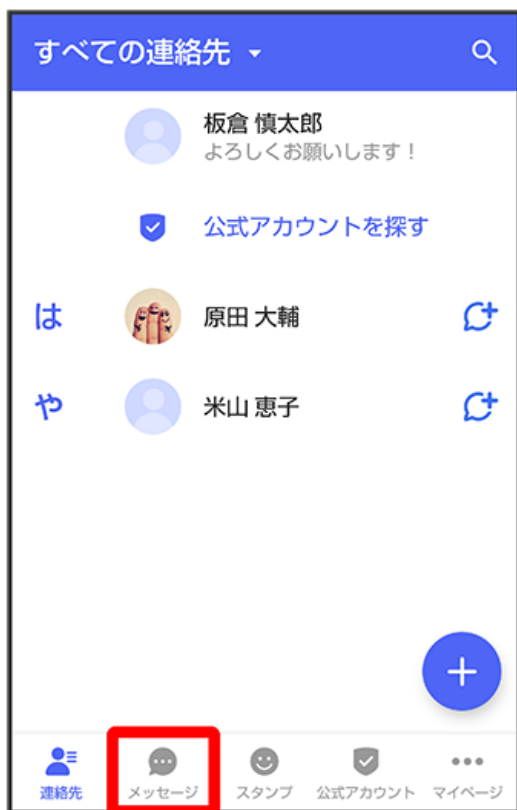 すべての連絡先
板倉 慎太郎
よろしくお願いします！
公式アカウントを探す
は
原田 大輔
や
米山 恵子
連絡先 メッセージ スタンプ 公式アカウント マイページ